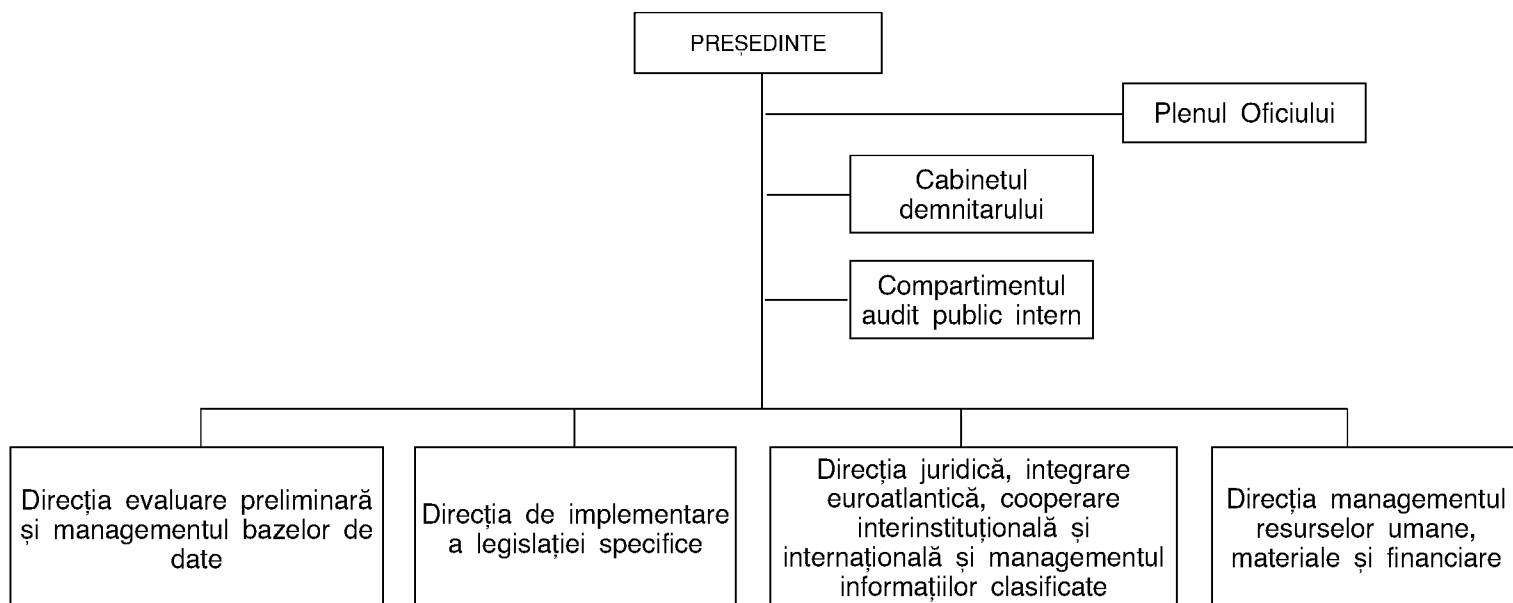 PREȘEDINTE
Plenul Oficiului
Cabinetul
demnitarului
Compartimentul
audit public intern
Direcția evaluare preliminară
și managementul bazelor de
date
Direcția de implementare
a legislației specifice
Direcția juridică, integrare
euroatlantică, cooperare
interinstituțională și
internațională și managementul
informațiilor clasificate
Direcția managementul
resurselor umane,
materiale și financiare